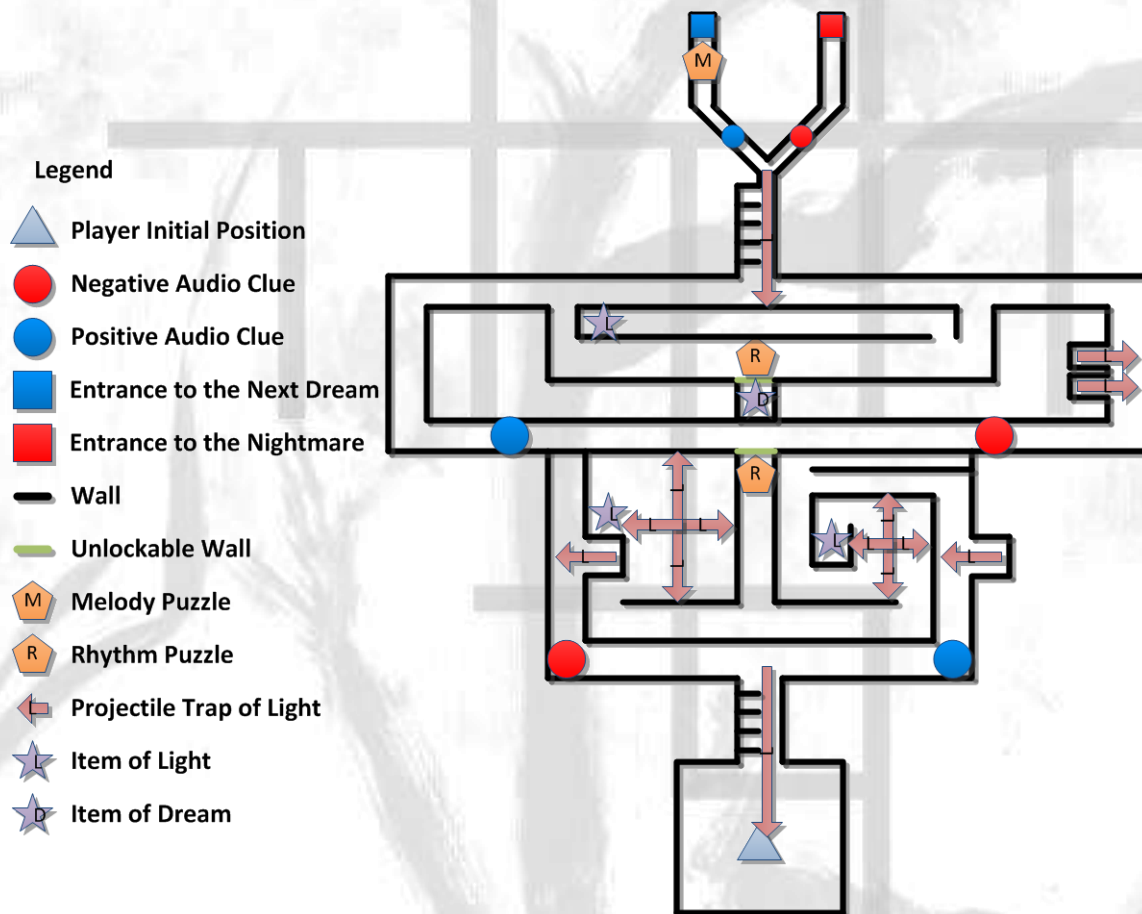 M
Legend
Player Initial Position
Negative Audio Clue
Positive Audio Clue
Entrance to the Next Dream
Entrance to the Nightmare
Wall
Unlockable Wall
M Melody Puzzle
R Rhythm Puzzle
L Projectile Trap of Light
L Item of Light
D Item of Dream
L
L
R
L
D
L
R
L
L
L L
L
L
L
L
L L
L
L
L
L